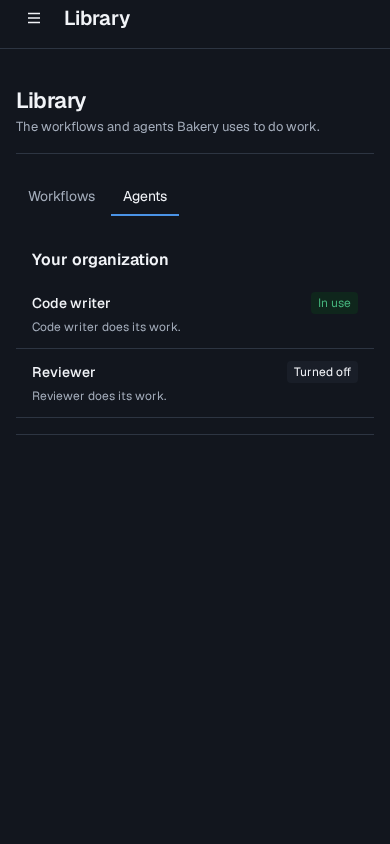 Library
Library
The workflows and agents Bakery uses to do work.
Workflows Agents
Your organization
Code writer In use
Code writer does its work.
Reviewer Turned off
Reviewer does its work.